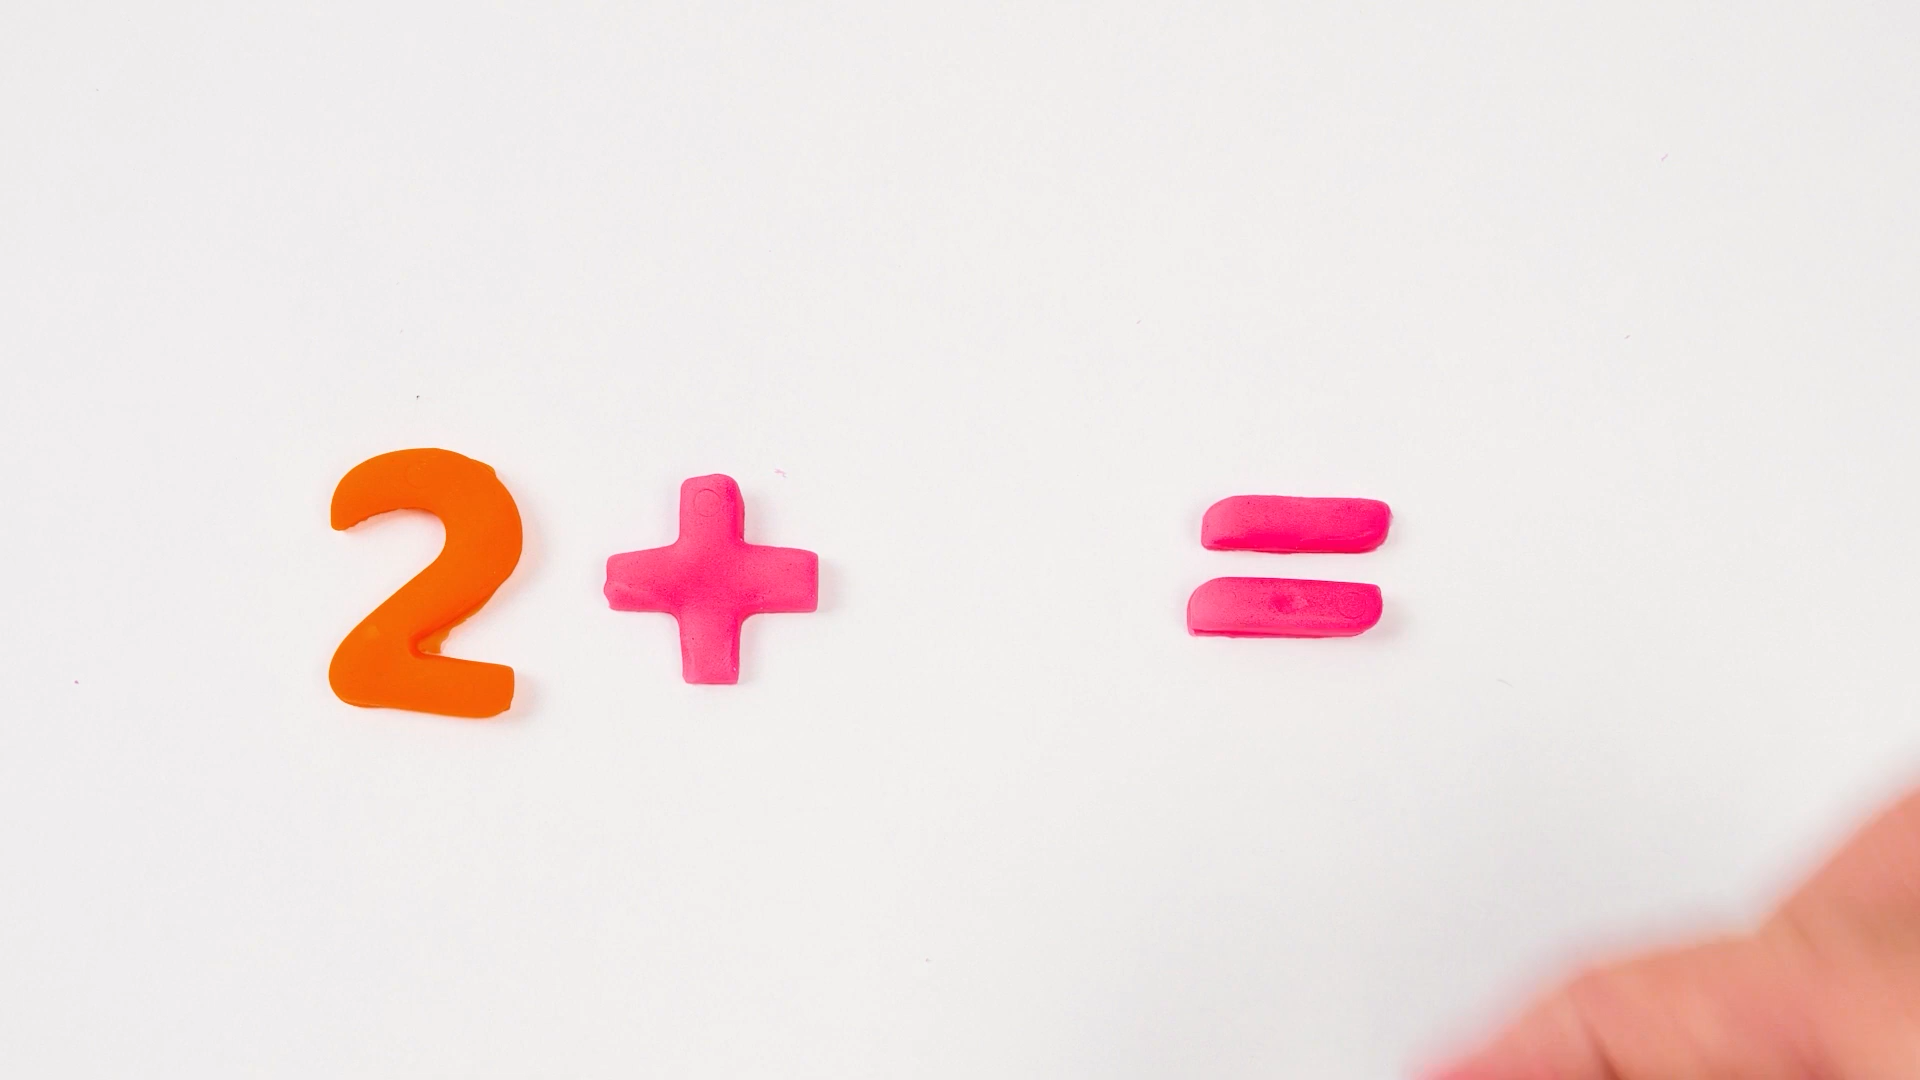 2 + =